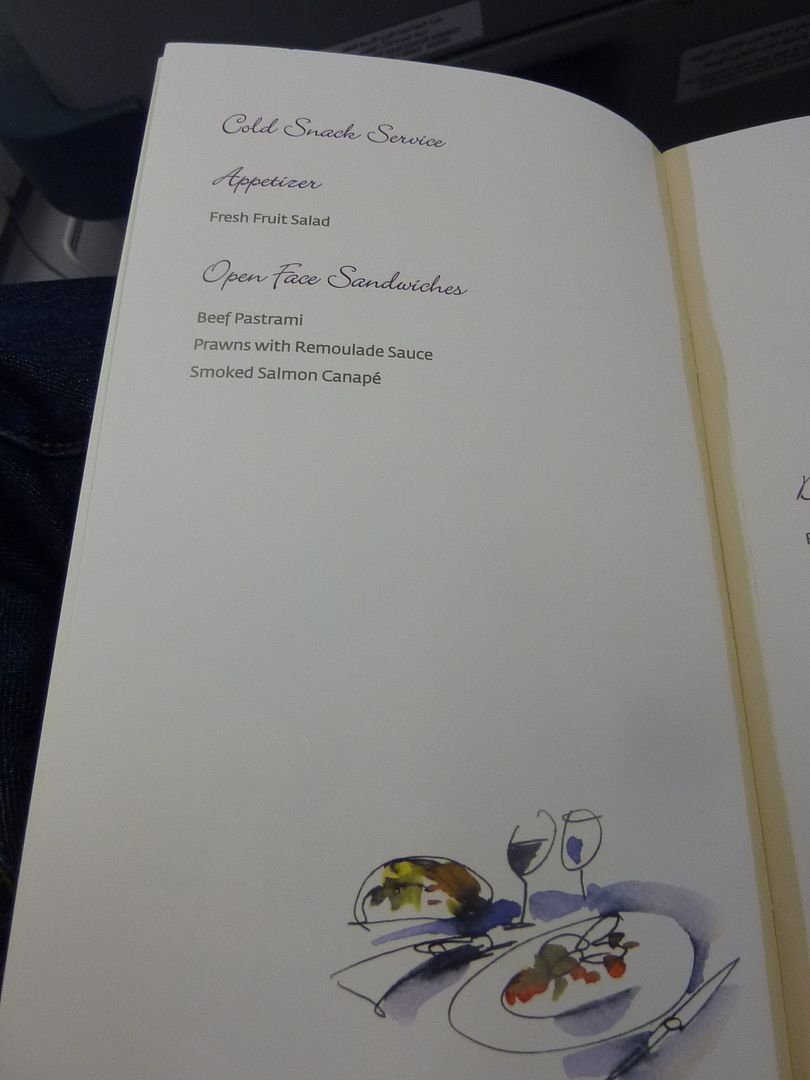 Cold Snack Service
Appetizer
Fresh Fruit Salad
Open Face Sandwiches
Beef Pastrami
Prawns with Remoulade Sauce
Smoked Salmon Canapé